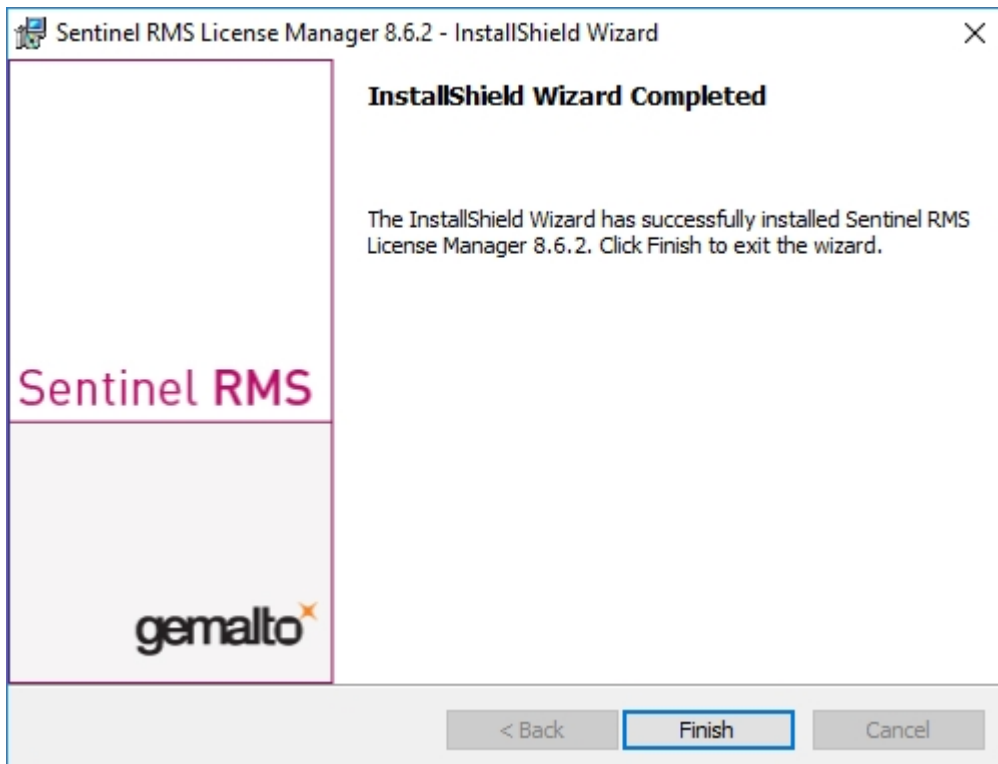 Sentinel RMS License Manager 8.6.2 - InstallShield Wizard
InstallShield Wizard Completed
The InstallShield Wizard has successfully installed Sentinel RMS
License Manager 8.6.2. Click Finish to exit the wizard.
Sentinel RMS
gemalto
< Back
Finish
Cancel